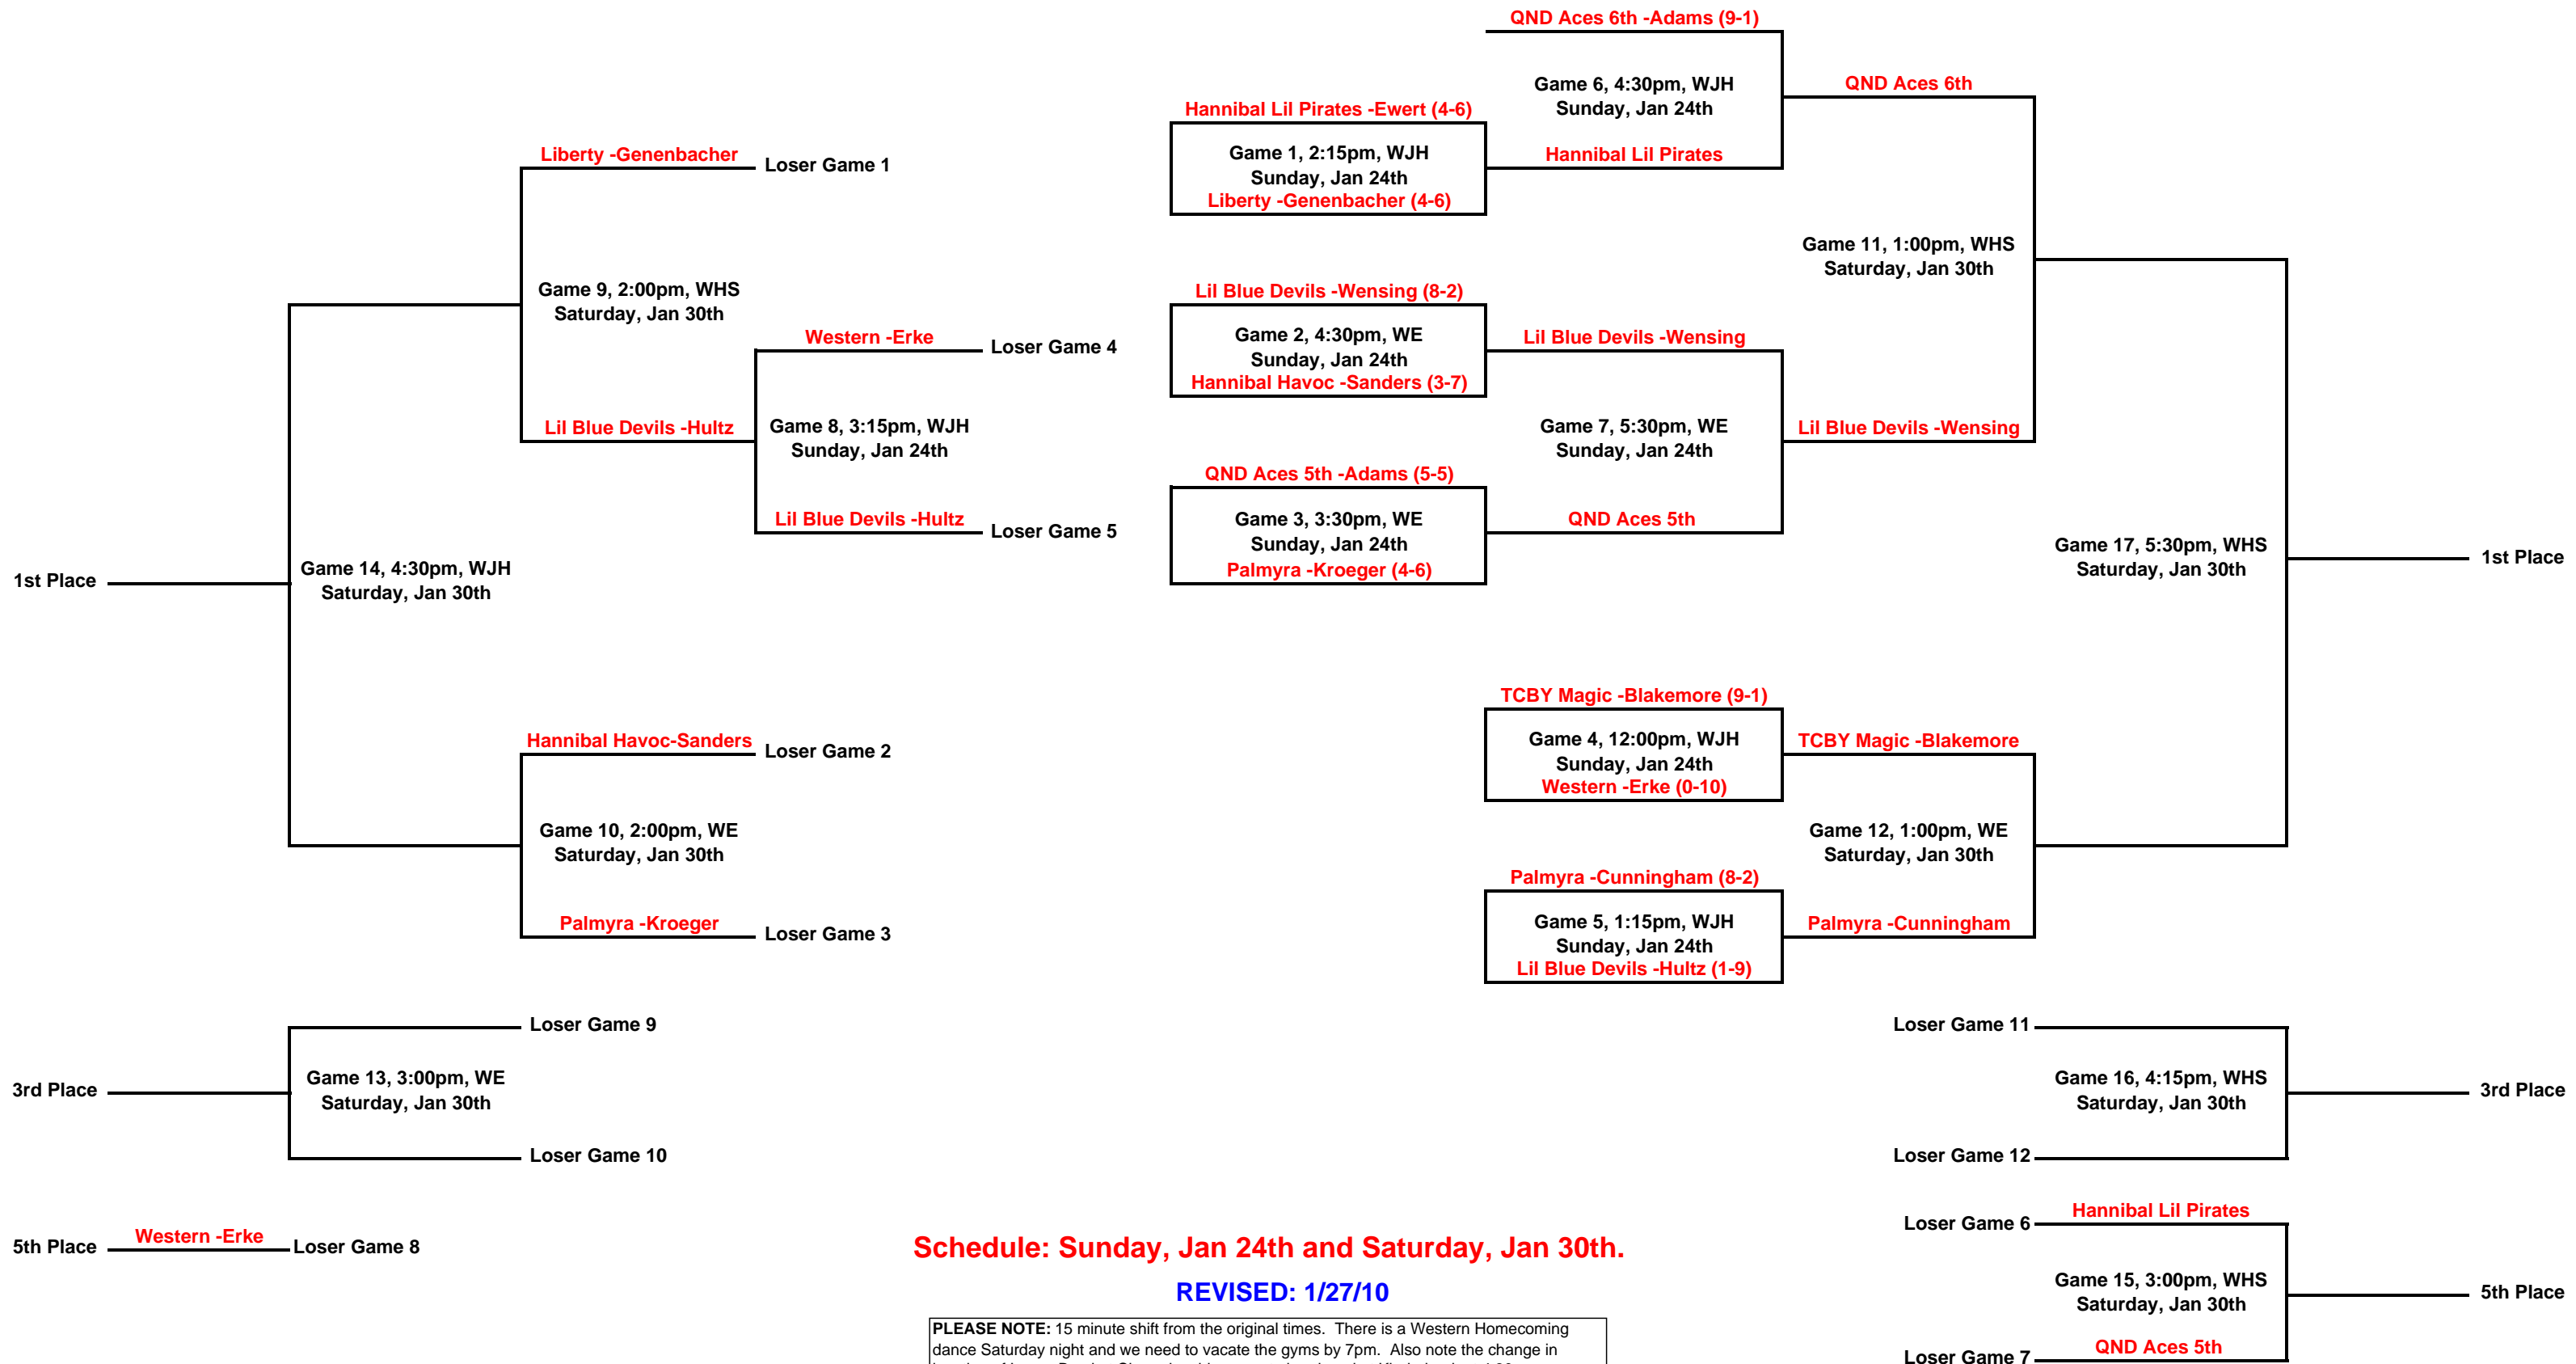 QND Aces 6th -Adams (9-1)
Game 6, 4:30pm, WJH
Sunday, Jan 24th
QND Aces 6th
Hannibal Lil Pirates -Ewert (4-6)
Game 1, 2:15pm, WJH
Sunday, Jan 24th
Liberty -Genenbacher (4-6)
Hannibal Lil Pirates
Liberty -Genenbacher
Loser Game 1
Game 11, 1:00pm, WHS
Saturday, Jan 30th
Game 9, 2:00pm, WHS
Saturday, Jan 30th
Lil Blue Devils -Wensing (8-2)
Game 2, 4:30pm, WE
Sunday, Jan 24th
Hannibal Havoc -Sanders (3-7)
Western -Erke
Loser Game 4
Lil Blue Devils -Wensing
Lil Blue Devils -Hultz
Game 8, 3:15pm, WJH
Sunday, Jan 24th
Game 7, 5:30pm, WE
Sunday, Jan 24th
Lil Blue Devils -Wensing
QND Aces 5th -Adams (5-5)
Game 3, 3:30pm, WE
Sunday, Jan 24th
Palmyra -Kroeger (4-6)
Lil Blue Devils -Hultz
Loser Game 5
QND Aces 5th
1st Place
Game 14, 4:30pm, WJH
Saturday, Jan 30th
Game 17, 5:30pm, WHS
Saturday, Jan 30th
1st Place
TCBY Magic -Blakemore (9-1)
Game 4, 12:00pm, WJH
Sunday, Jan 24th
Western -Erke (0-10)
Hannibal Havoc-Sanders
Loser Game 2
TCBY Magic -Blakemore
Game 10, 2:00pm, WE
Saturday, Jan 30th
Game 12, 1:00pm, WE
Saturday, Jan 30th
Palmyra -Cunningham (8-2)
Game 5, 1:15pm, WJH
Sunday, Jan 24th
Lil Blue Devils -Hultz (1-9)
Palmyra -Kroeger
Loser Game 3
Palmyra -Cunningham
Loser Game 9
Loser Game 11
3rd Place
Game 13, 3:00pm, WE
Saturday, Jan 30th
Game 16, 4:15pm, WHS
Saturday, Jan 30th
3rd Place
Loser Game 10
Loser Game 12
5th Place
Western -Erke
Loser Game 8
Loser Game 6
Hannibal Lil Pirates
Schedule: Sunday, Jan 24th and Saturday, Jan 30th.
REVISED: 1/27/10
Game 15, 3:00pm, WHS
Saturday, Jan 30th
5th Place
PLEASE NOTE: 15 minute shift from the original times. There is a Western Homecoming
dance Saturday night and we need to vacate the gyms by 7pm. Also note the change in
Loser Game 7
QND Aces 5th